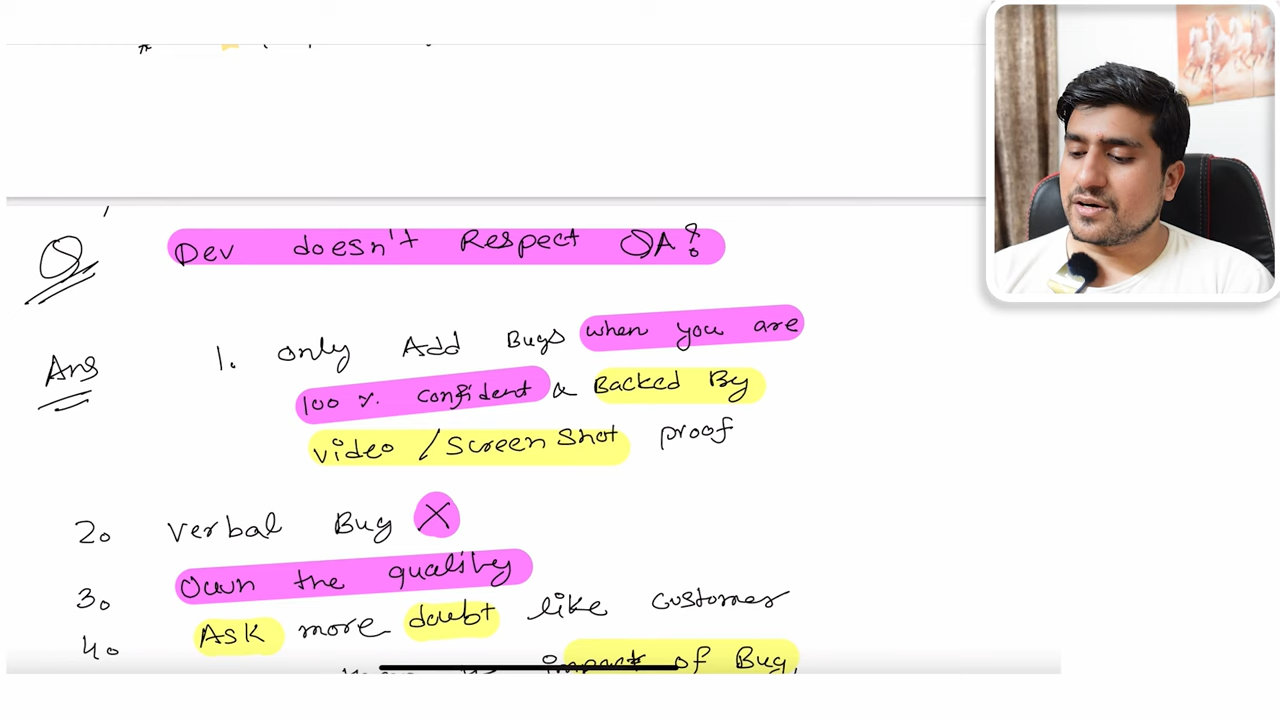 Q Dev doesn't Respect QA?
Ans 1. only Add Bugs when you are
100 %. confident & Backed By
video / Screen Shot proof
2. Verbal Bug X
3. Own the quality
4. Ask more doubt like customer
impact of Bug,